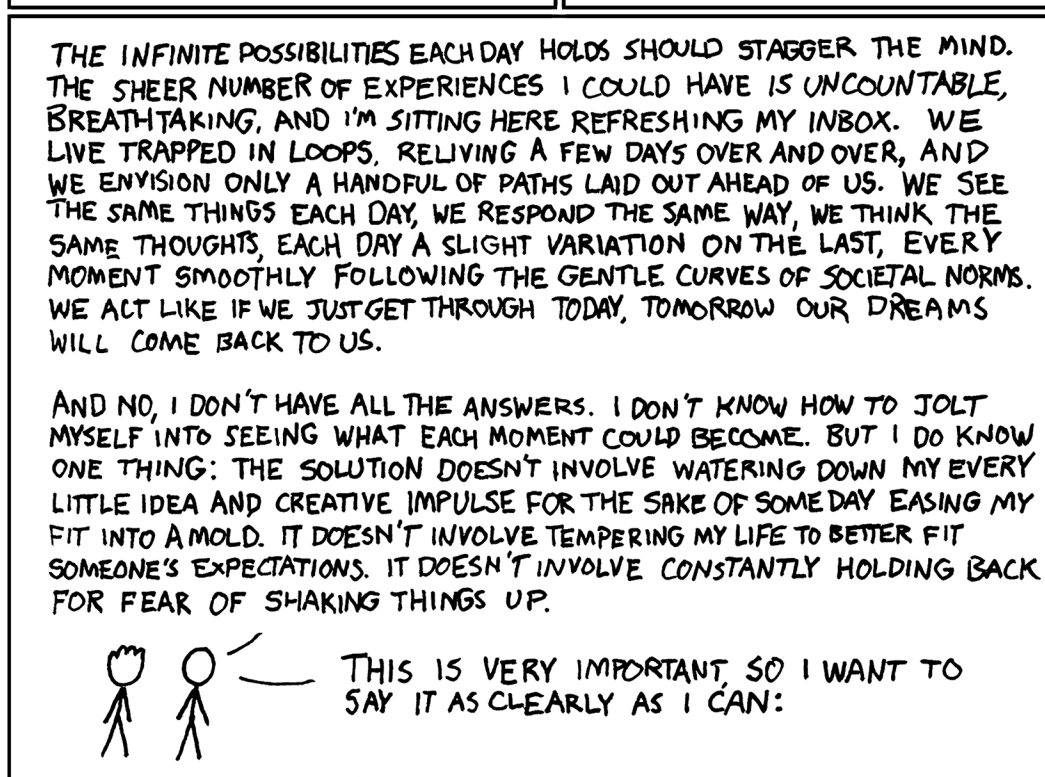 THE INFINITE POSSIBILITIES EACH DAY HOLDS SHOULD STAGGER THE MIND.
THE SHEER NUMBER OF EXPERIENCES I COULD HAVE IS UNCOUNTABLE,
BREATHTAKING, AND I'M SITTING HERE REFRESHING MY INBOX. WE
LIVE TRAPPED IN LOOPS, RELIVING A FEW DAYS OVER AND OVER, AND
WE ENVISION ONLY A HANDFUL OF PATHS LAID OUT AHEAD OF US. WE SEE
THE SAME THINGS EACH DAY, WE RESPOND THE SAME WAY, WE THINK THE
SAME THOUGHTS, EACH DAY A SLIGHT VARIATION ON THE LAST, EVERY
MOMENT SMOOTHLY FOLLOWING THE GENTLE CURVES OF SOCIETAL NORMS.
WE ACT LIKE IF WE JUST GET THROUGH TODAY, TOMORROW OUR DREAMS
WILL COME BACK TO US.
AND NO, I DON'T HAVE ALL THE ANSWERS. I DON'T KNOW HOW TO JOLT
MYSELF INTO SEEING WHAT EACH MOMENT COULD BECOME. BUT I DO KNOW
ONE THING: THE SOLUTION DOESN'T INVOLVE WATERING DOWN MY EVERY
LITTLE IDEA AND CREATIVE IMPULSE FOR THE SAKE OF SOMEDAY EASING MY
FIT INTO A MOLD. IT DOESN'T INVOLVE TEMPERING MY LIFE TO BETTER FIT
SOMEONE'S EXPECTATIONS. IT DOESN'T INVOLVE CONSTANTLY HOLDING BACK
FOR FEAR OF SHAKING THINGS UP.
THIS IS VERY IMPORTANT, SO I WANT TO
SAY IT AS CLEARLY AS I CAN: